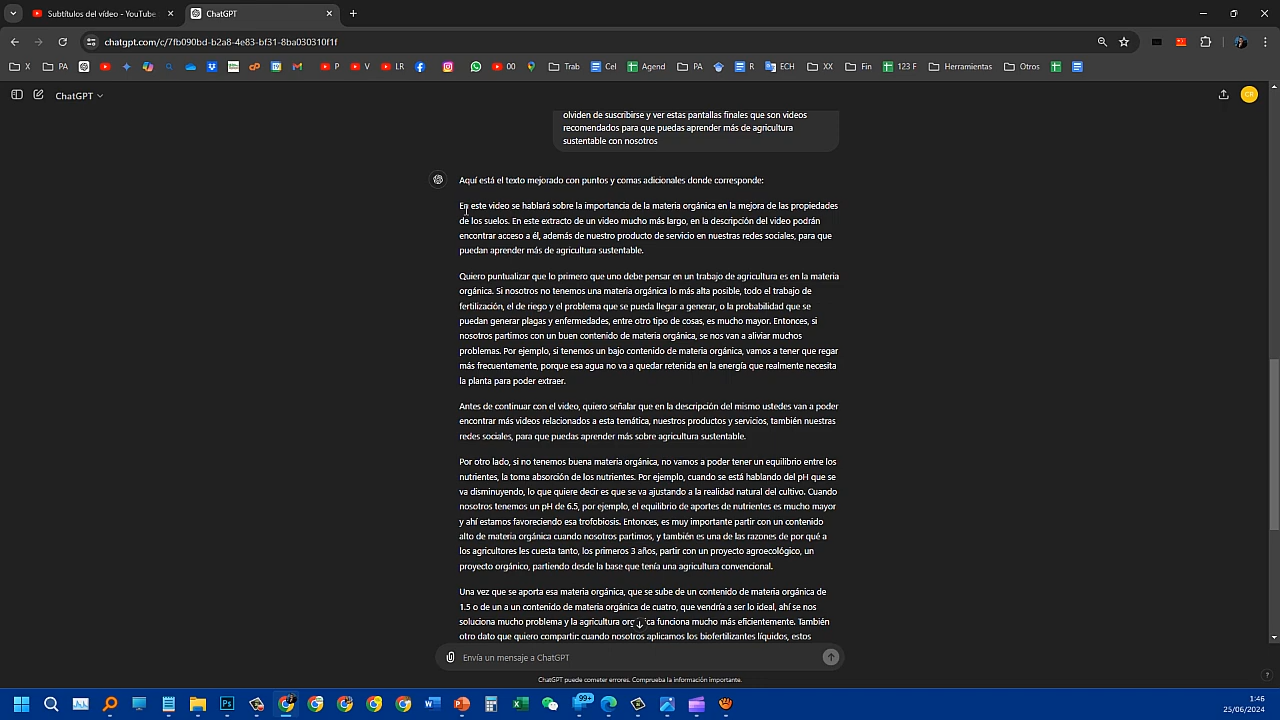 Subtítulos del vídeo - YouTube
ChatGPT
chatgpt.com/c/7fb090bd-b2a8-4e83-bf31-8ba030310f1f
X PA P V LR 00 Trab Cel Agend PA R ECH XX Fin 123 F Herramientas Otros
ChatGPT
CR
olviden de suscribirse y ver estas pantallas finales que son videos
recomendados para que puedas aprender más de agricultura
sustentable con nosotros
Aquí está el texto mejorado con puntos y comas adicionales donde corresponde:
En este video se hablará sobre la importancia de la materia orgánica en la mejora de las propiedades
de los suelos. En este extracto de un video mucho más largo, en la descripción del video podrán
encontrar acceso a él, además de nuestro producto de servicio en nuestras redes sociales, para que
puedan aprender más de agricultura sustentable.
Quiero puntualizar que lo primero que uno debe pensar en un trabajo de agricultura es en la materia
orgánica. Si nosotros no tenemos una materia orgánica lo más alta posible, todo el trabajo de
fertilización, el de riego y el problema que se pueda llegar a generar, o la probabilidad que se
puedan generar plagas y enfermedades, entre otro tipo de cosas, es mucho mayor. Entonces, si
nosotros partimos con un buen contenido de materia orgánica, se nos van a aliviar muchos
problemas. Por ejemplo, si tenemos un bajo contenido de materia orgánica, vamos a tener que regar
más frecuentemente, porque esa agua no va a quedar retenida en la energía que realmente necesita
la planta para poder extraer.
Antes de continuar con el video, quiero señalar que en la descripción del mismo ustedes van a poder
encontrar más videos relacionados a esta temática, nuestros productos y servicios, también nuestras
redes sociales, para que puedas aprender más sobre agricultura sustentable.
Por otro lado, si no tenemos buena materia orgánica, no vamos a poder tener un equilibrio entre los
nutrientes, la toma absorción de los nutrientes. Por ejemplo, cuando se está hablando del pH que se
va disminuyendo, lo que quiere decir es que se va ajustando a la realidad natural del cultivo. Cuando
nosotros tenemos un pH de 6.5, por ejemplo, el equilibrio de aportes de nutrientes es mucho mayor
y ahí estamos favoreciendo esa trofobiosis. Entonces, es muy importante partir con un contenido
alto de materia orgánica cuando nosotros partimos, y también es una de las razones de por qué a
los agricultores les cuesta tanto, los primeros 3 años, partir con un proyecto agroecológico, un
proyecto orgánico, partiendo desde la base que tenía una agricultura convencional.
Una vez que se aporta esa materia orgánica, que se sube de un contenido de materia orgánica de
1.5 o de un a un contenido de materia orgánica de cuatro, que vendría a ser lo ideal, ahí se nos
soluciona mucho problema y la agricultura orgánica funciona mucho más eficientemente. También
otro dato que quiero compartir: cuando nosotros aplicamos los biofertilizantes líquidos, estos
Envía un mensaje a ChatGPT
ChatGPT puede cometer errores. Comprueba la información importante.
?
99+
1:46
25/06/2024